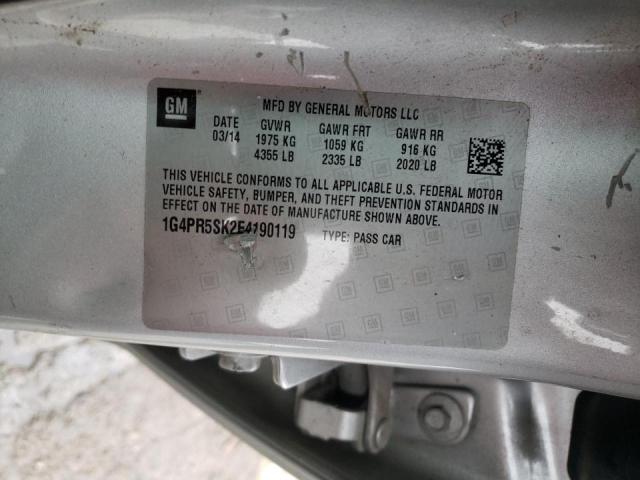 GM
MFD BY GENERAL MOTORS LLC
DATE GVWR GAWR FRT GAWR RR
03/14 1975 KG 1059 KG 916 KG
4355 LB 2335 LB 2020 LB
THIS VEHICLE CONFORMS TO ALL APPLICABLE U.S. FEDERAL MOTOR
VEHICLE SAFETY, BUMPER, AND THEFT PREVENTION STANDARDS IN
EFFECT ON THE DATE OF MANUFACTURE SHOWN ABOVE.
1G4PR5SK2E4190119 TYPE: PASS CAR